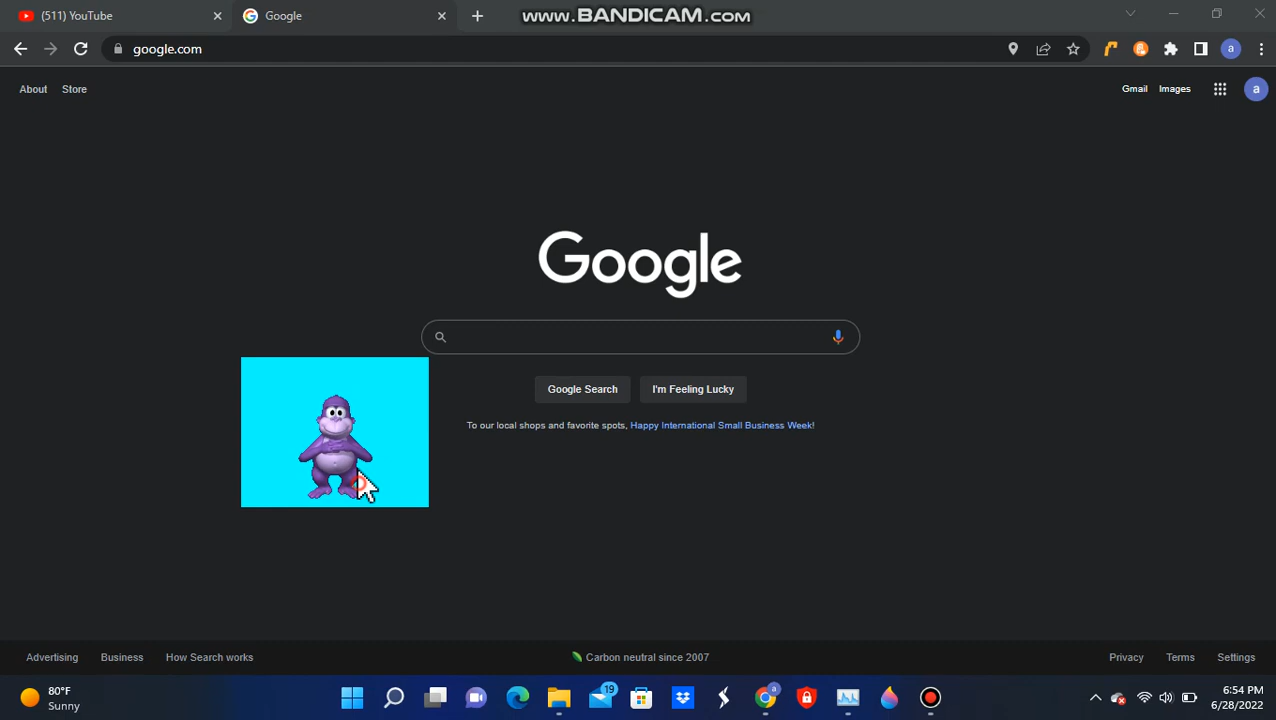 (511) YouTube
Google
www.BANDICAM.com
google.com
a
About
Store
Gmail
Images
a
Google
Google Search
I'm Feeling Lucky
To our local shops and favorite spots, Happy International Small Business Week!
Advertising
Business
How Search works
Carbon neutral since 2007
Privacy
Terms
Settings
80°F
Sunny
19
a
6:54 PM
6/28/2022